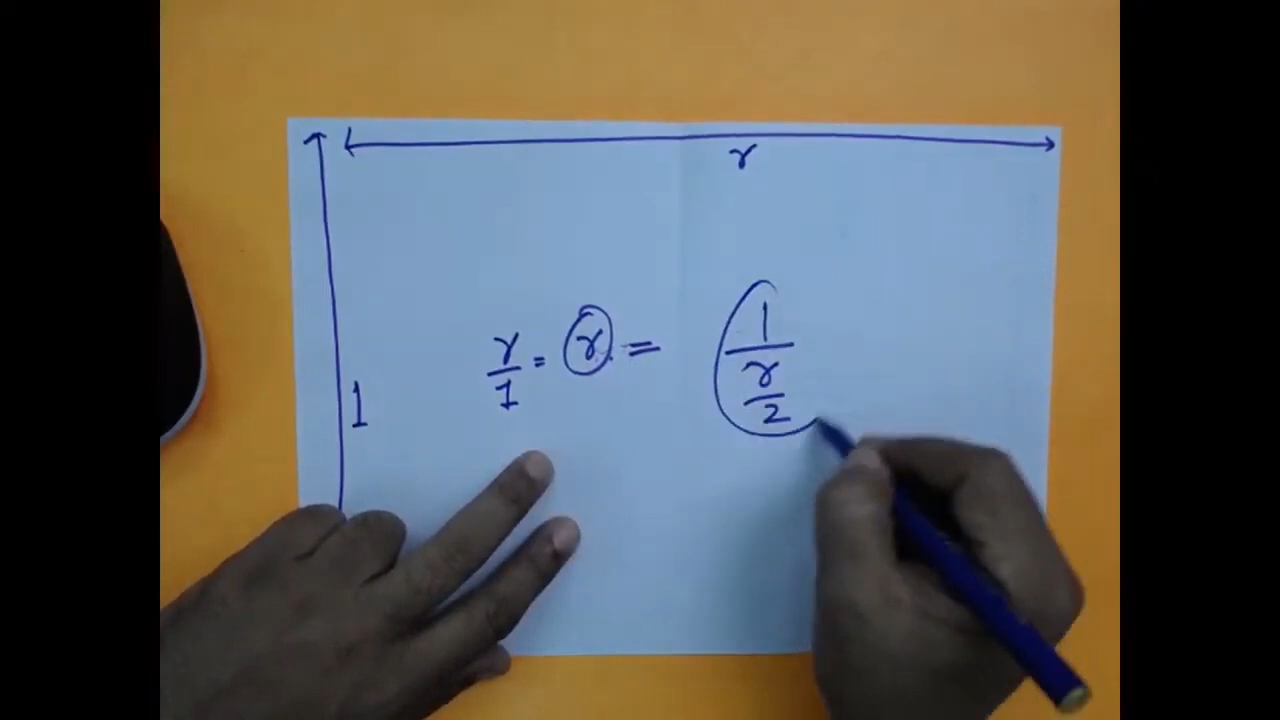 r
r/1 = r = 1/(r/2)
1